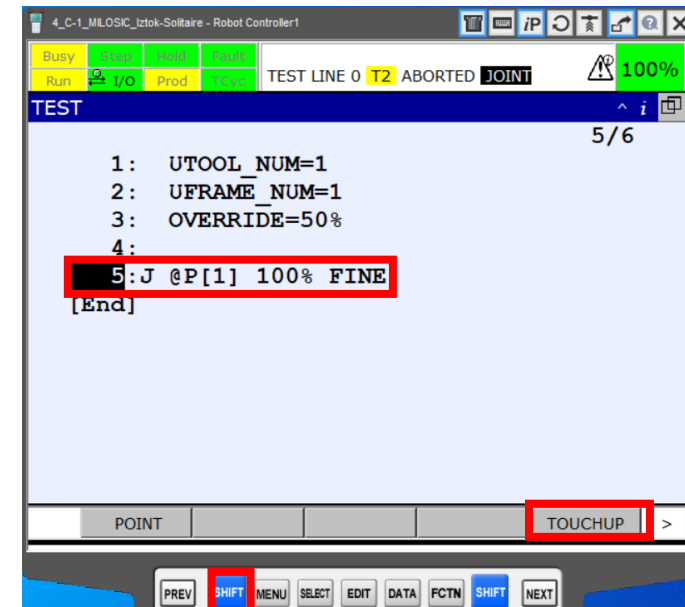 4_C-1_MILOSIC_Iztok-Solitaire - Robot Controller1
iP
Busy Step Hold Fault
Run I/O Prod TCyc
TEST LINE 0 T2 ABORTED JOINT
100%
TEST
^ i
5/6
1: UTOOL_NUM=1
2: UFRAME_NUM=1
3: OVERRIDE=50%
4:
5:J @P[1] 100% FINE
[End]
POINT TOUCHUP >
PREV SHIFT MENU SELECT EDIT DATA FCTN SHIFT NEXT